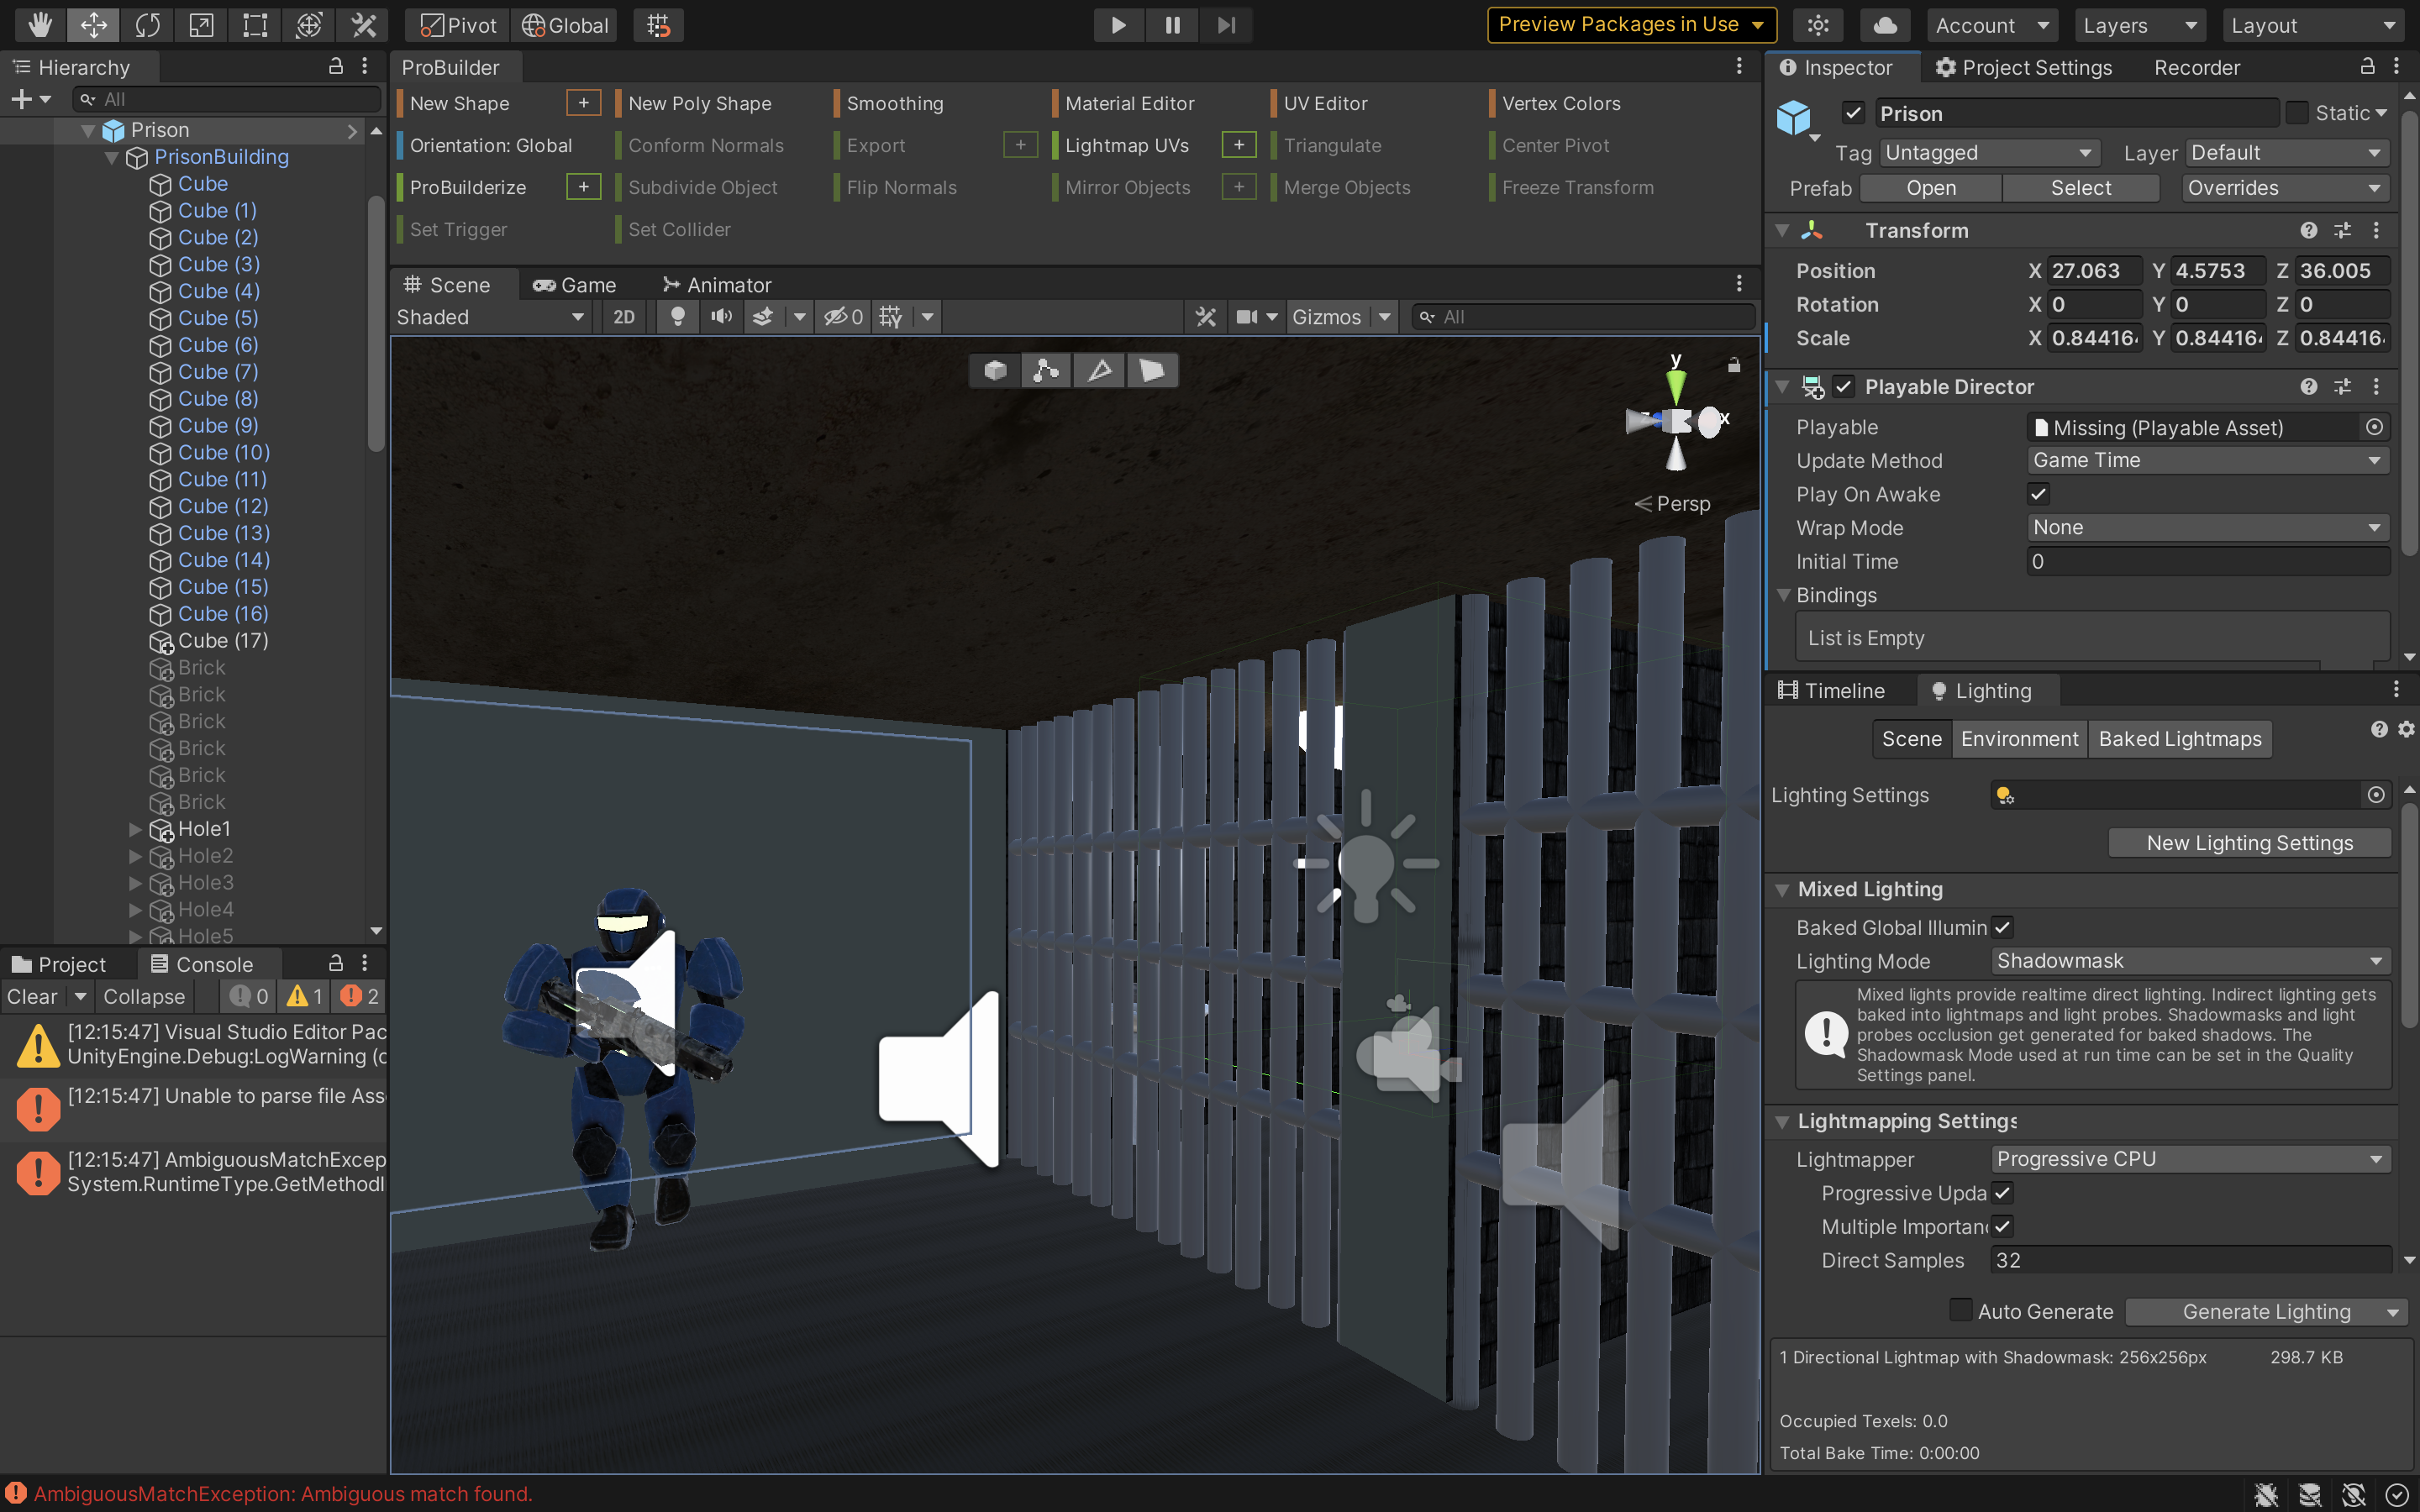 Pivot Global Preview Packages in Use Account Layers Layout
Hierarchy
All
Prison
PrisonBuilding
Cube
Cube (1)
Cube (2)
Cube (3)
Cube (4)
Cube (5)
Cube (6)
Cube (7)
Cube (8)
Cube (9)
Cube (10)
Cube (11)
Cube (12)
Cube (13)
Cube (14)
Cube (15)
Cube (16)
Cube (17)
Brick
Brick
Brick
Brick
Brick
Brick
Hole1
Hole2
Hole3
Hole4
Hole5
Project Console
Clear Collapse 0 1 2
[12:15:47] Visual Studio Editor Pac
UnityEngine.Debug:LogWarning (o
[12:15:47] Unable to parse file Ass
[12:15:47] AmbiguousMatchExcep
System.RuntimeType.GetMethodI
ProBuilder
New Shape + New Poly Shape Smoothing Material Editor UV Editor Vertex Colors
Orientation: Global Conform Normals Export + Lightmap UVs + Triangulate Center Pivot
ProBuilderize + Subdivide Object Flip Normals Mirror Objects + Merge Objects Freeze Transform
Set Trigger Set Collider
Scene Game Animator
Shaded 2D 0 Gizmos All
y
z x
Persp
Inspector Project Settings Recorder
Prison Static
Tag Untagged Layer Default
Prefab Open Select Overrides
Transform
Position X 27.063 Y 4.5753 Z 36.005
Rotation X 0 Y 0 Z 0
Scale X 0.84416 Y 0.84416 Z 0.84416
Playable Director
Playable Missing (Playable Asset)
Update Method Game Time
Play On Awake
Wrap Mode None
Initial Time 0
Bindings
List is Empty
Timeline Lighting
Scene Environment Baked Lightmaps
Lighting Settings
New Lighting Settings
Mixed Lighting
Baked Global Illumin
Lighting Mode Shadowmask
Mixed lights provide realtime direct lighting. Indirect lighting gets
baked into lightmaps and light probes. Shadowmasks and light
probes occlusion get generated for baked shadows. The
Shadowmask Mode used at run time can be set in the Quality
Settings panel.
Lightmapping Settings
Lightmapper Progressive CPU
Progressive Upda
Multiple Importan
Direct Samples 32
Auto Generate Generate Lighting
1 Directional Lightmap with Shadowmask: 256x256px 298.7 KB
Occupied Texels: 0.0
Total Bake Time: 0:00:00
AmbiguousMatchException: Ambiguous match found.